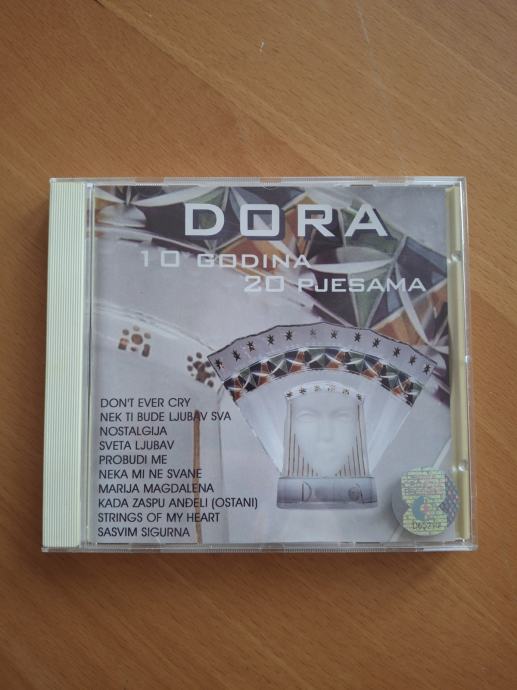 DORA
10 GODINA
20 PJESAMA
DON'T EVER CRY
NEK TI BUDE LJUBAV SVA
NOSTALGIJA
SVETA LJUBAV
PROBUDI ME
NEKA MI NE SVANE
MARIJA MAGDALENA
KADA ZASPU ANĐELI (OSTANI)
STRINGS OF MY HEART
SASVIM SIGURNA